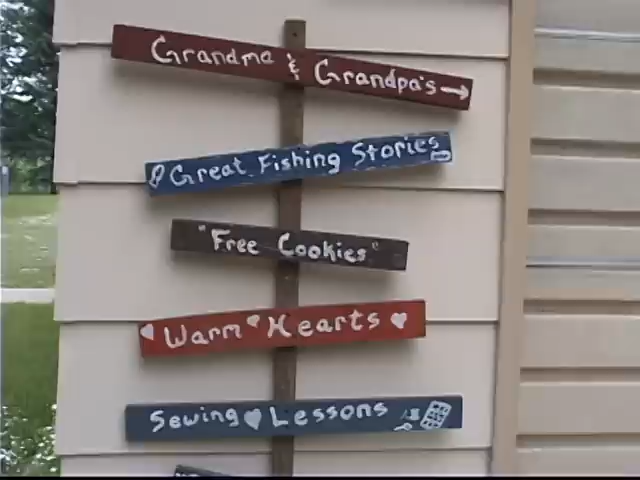 Grandma & Grandpa's →
Great Fishing Stories
"Free Cookies"
Warm Hearts
Sewing Lessons